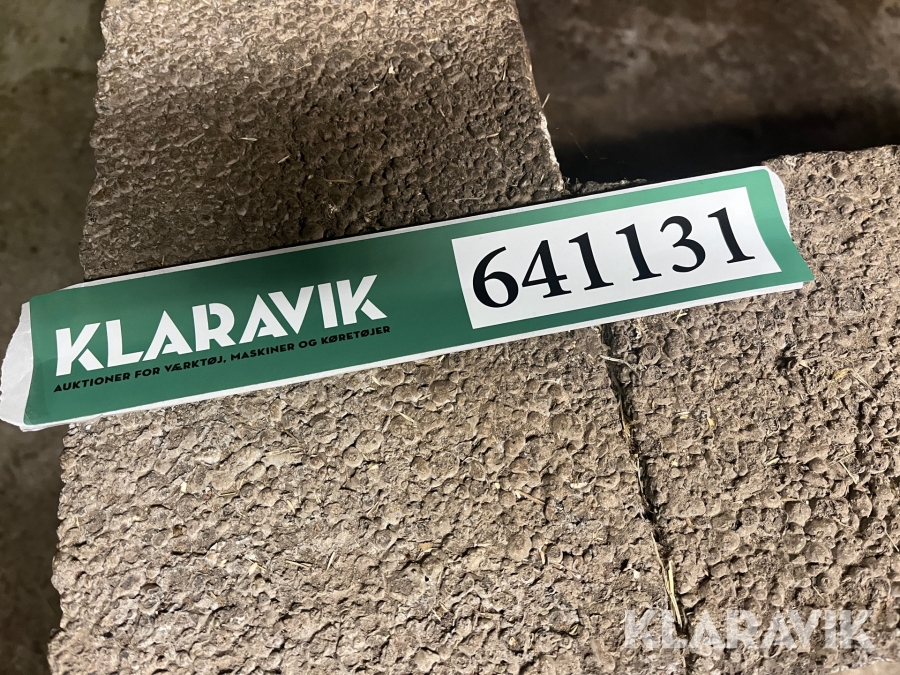 KLARAVIK
AUKTIONER FOR VÆRKTØJ, MASKINER OG KØRETØJER
641131
KLARAVIK